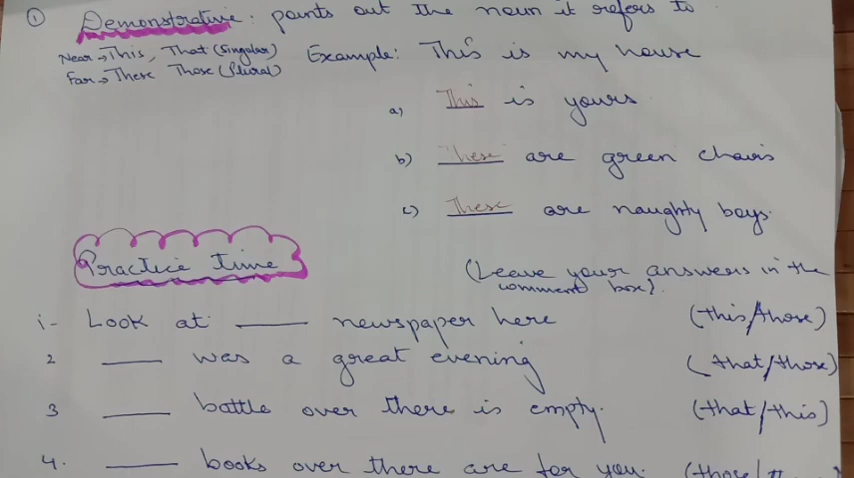 ① Demonstrative: points out the noun it refers to
Near → This, That (Singular)
Far → These Those (Plural)
Example: This is my house
a) This is yours
b) These are green chairs
c) These are naughty boys.
Practice time
(Leave your answers in the comment box).
1- Look at ____ newspaper here (this/those)
2 ____ was a great evening (that/those)
3 ____ bottle over there is empty. (that/this)
4. ____ books over there are for you. (those/